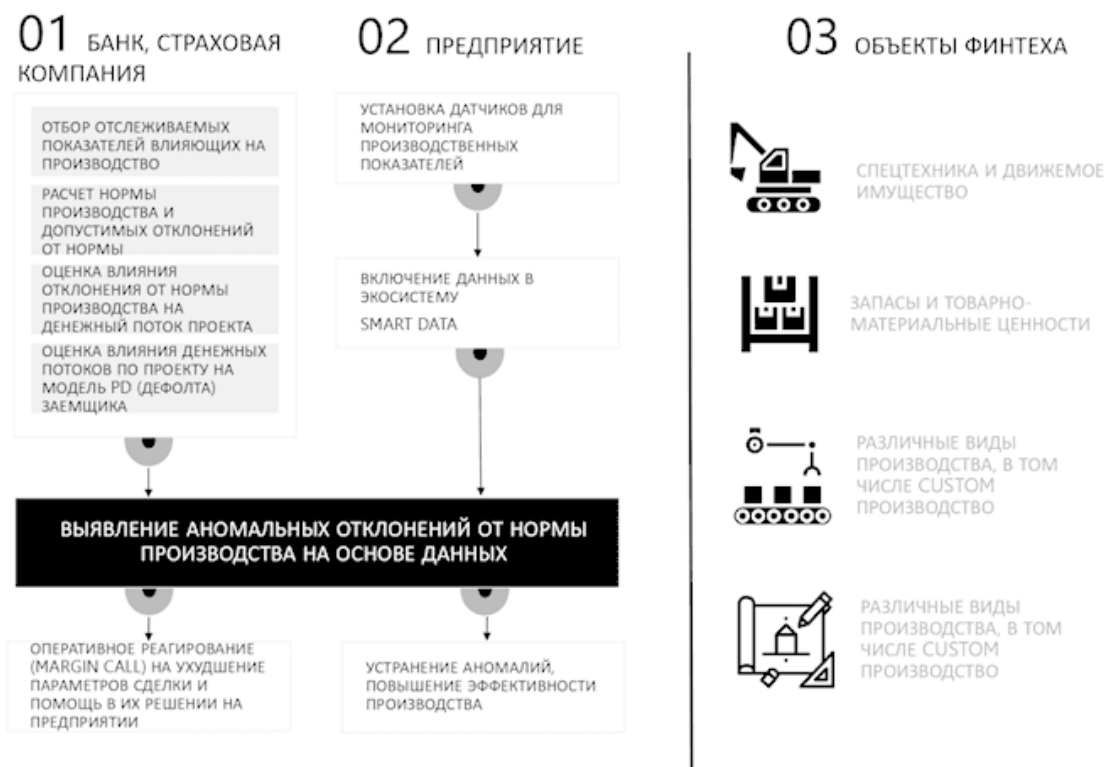 01 БАНК, СТРАХОВАЯ
КОМПАНИЯ
ОТБОР ОТСЛЕЖИВАЕМЫХ
ПОКАЗАТЕЛЕЙ ВЛИЯЮЩИХ НА
ПРОИЗВОДСТВО
РАСЧЕТ НОРМЫ
ПРОИЗВОДСТВА И
ДОПУСТИМЫХ ОТКЛОНЕНИЙ
ОТ НОРМЫ
ОЦЕНКА ВЛИЯНИЯ
ОТКЛОНЕНИЯ ОТ НОРМЫ
ПРОИЗВОДСТВА НА
ДЕНЕЖНЫЙ ПОТОК ПРОЕКТА
ОЦЕНКА ВЛИЯНИЯ ДЕНЕЖНЫХ
ПОТОКОВ ПО ПРОЕКТУ НА
МОДЕЛЬ PD (ДЕФОЛТА)
ЗАЕМЩИКА
02 ПРЕДПРИЯТИЕ
УСТАНОВКА ДАТЧИКОВ ДЛЯ
МОНИТОРИНГА
ПРОИЗВОДСТВЕННЫХ
ПОКАЗАТЕЛЕЙ
ВКЛЮЧЕНИЕ ДАННЫХ В
ЭКОСИСТЕМУ
SMART DATA
ВЫЯВЛЕНИЕ АНОМАЛЬНЫХ ОТКЛОНЕНИЙ ОТ НОРМЫ
ПРОИЗВОДСТВА НА ОСНОВЕ ДАННЫХ
ОПЕРАТИВНОЕ РЕАГИРОВАНИЕ
(MARGIN CALL) НА УХУДШЕНИЕ
ПАРАМЕТРОВ СДЕЛКИ И
ПОМОЩЬ В ИХ РЕШЕНИИ НА
ПРЕДПРИЯТИИ
УСТРАНЕНИЕ АНОМАЛИЙ,
ПОВЫШЕНИЕ ЭФФЕКТИВНОСТИ
ПРОИЗВОДСТВА
03 ОБЪЕКТЫ ФИНТЕХА
СПЕЦТЕХНИКА И ДВИЖЕМОЕ
ИМУЩЕСТВО
ЗАПАСЫ И ТОВАРНО-
МАТЕРИАЛЬНЫЕ ЦЕННОСТИ
РАЗЛИЧНЫЕ ВИДЫ
ПРОИЗВОДСТВА, В ТОМ
ЧИСЛЕ CUSTOM
ПРОИЗВОДСТВО
РАЗЛИЧНЫЕ ВИДЫ
ПРОИЗВОДСТВА, В ТОМ
ЧИСЛЕ CUSTOM
ПРОИЗВОДСТВО